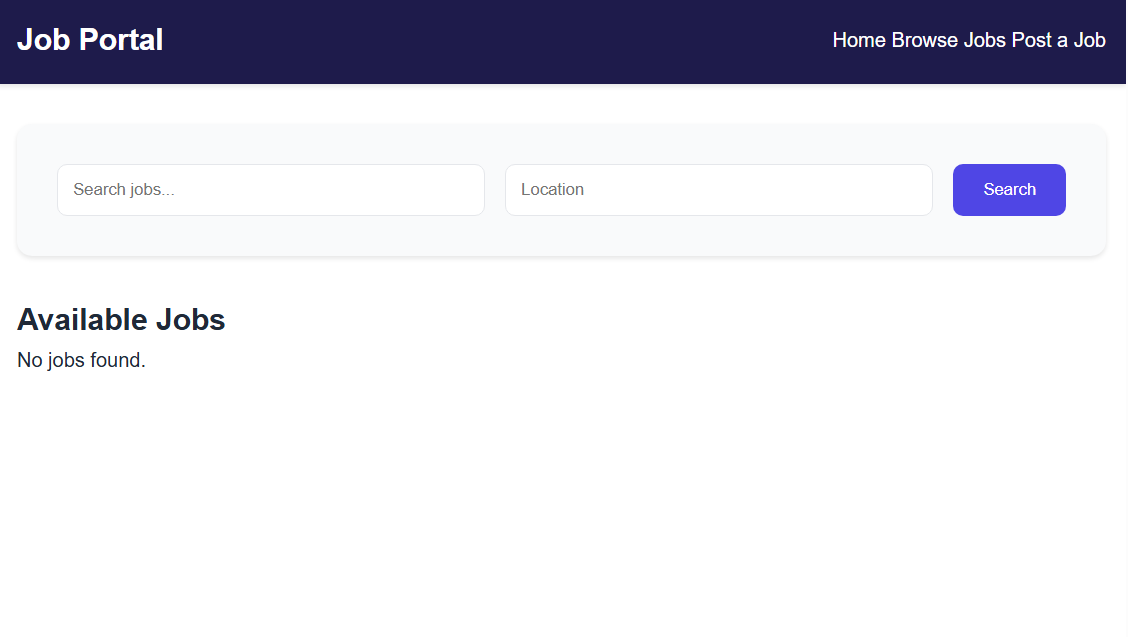 Job Portal
Home Browse Jobs Post a Job
Search jobs...
Location
Search
Available Jobs
No jobs found.